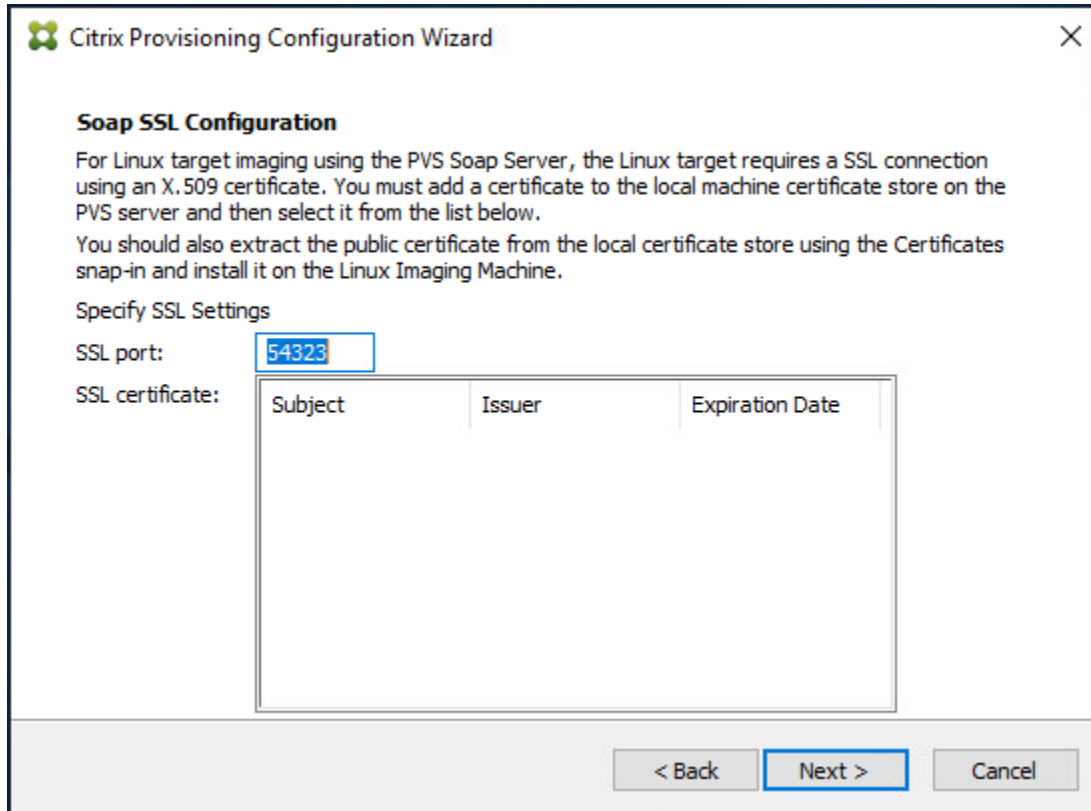 Citrix Provisioning Configuration Wizard
Soap SSL Configuration
For Linux target imaging using the PVS Soap Server, the Linux target requires a SSL connection
using an X.509 certificate. You must add a certificate to the local machine certificate store on the
PVS server and then select it from the list below.
You should also extract the public certificate from the local certificate store using the Certificates
snap-in and install it on the Linux Imaging Machine.
Specify SSL Settings
SSL port: 54323
SSL certificate: Subject Issuer Expiration Date
< Back Next > Cancel